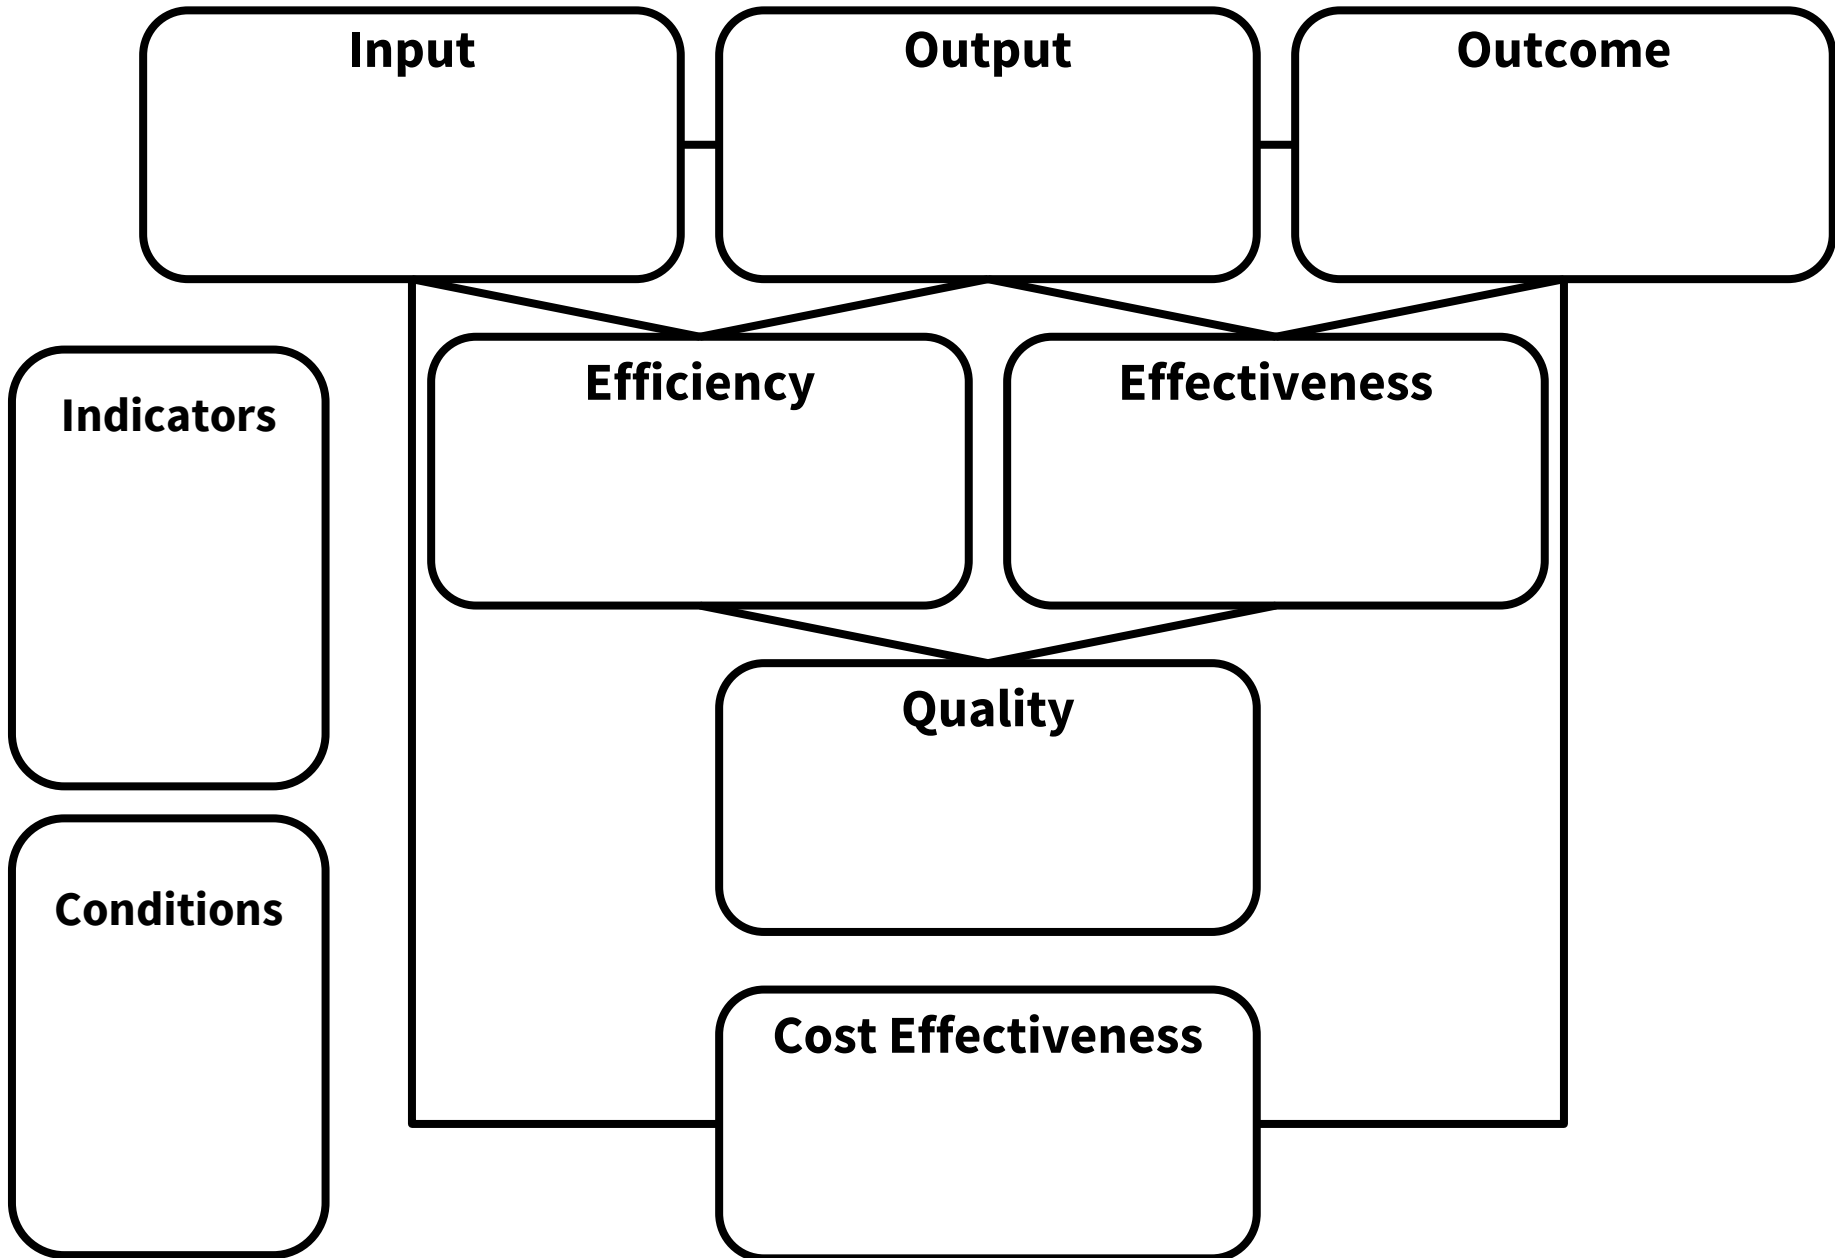 Input
Output
Outcome
Efficiency
Effectiveness
Indicators
Quality
Conditions
Cost Effectiveness